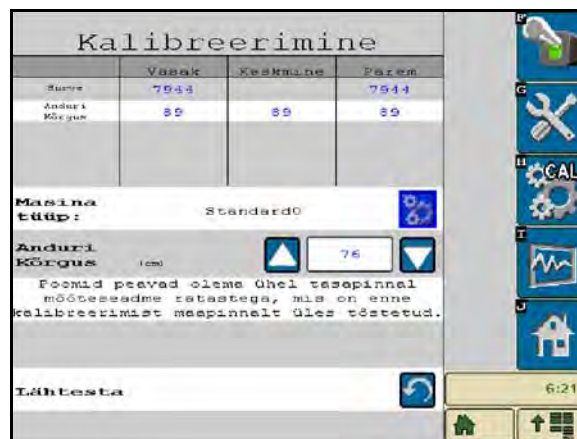 Kalibreerimine
Vasak Keskmine Parem
Surve 7944 7944
Anduri
Kõrgus 89 89 89
Masina
tüüp: Standard0
Anduri
Kõrgus (cm) 76
Poomid peavad olema ühel tasapinnal
mõõteseadme ratastega, mis on enne
kalibreerimist maapinnalt üles tõstetud.
Lähtesta
F
G
H
CAL
I
J
6:21